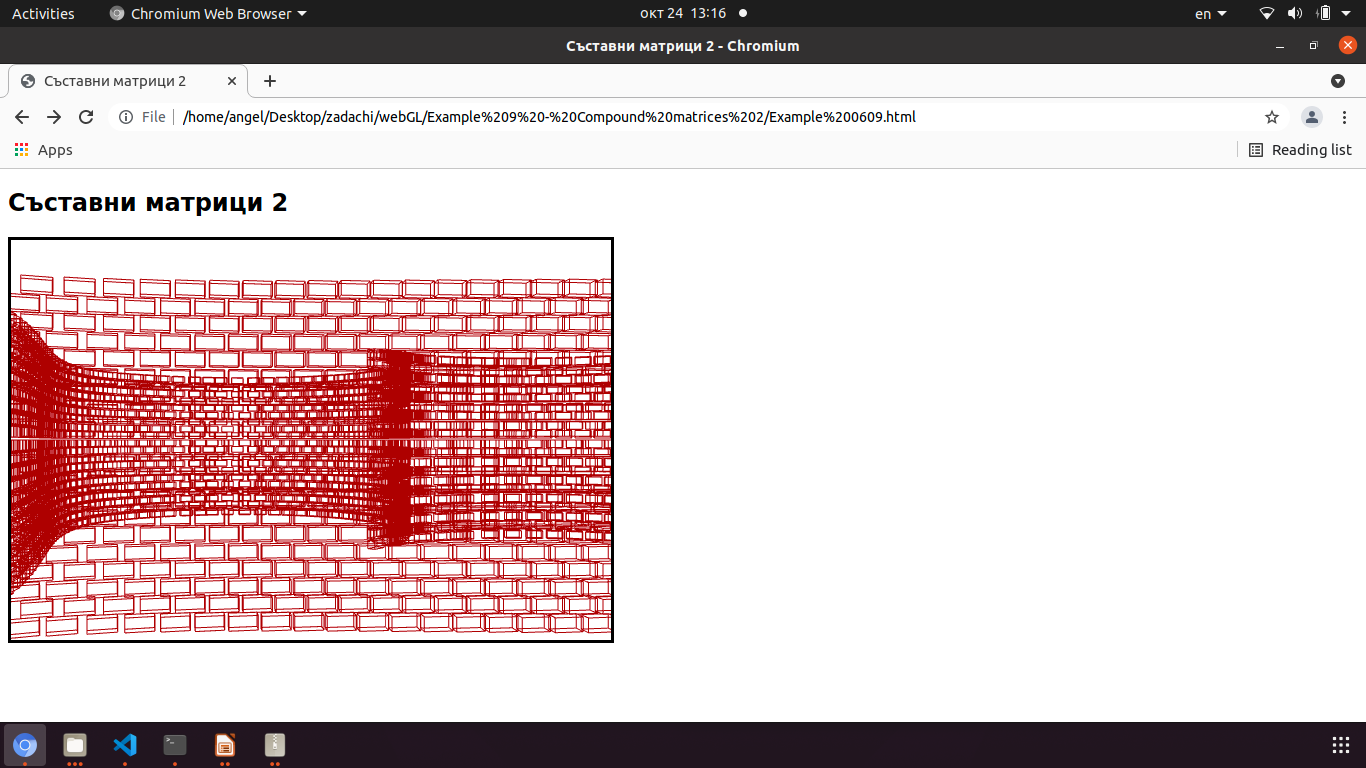 Activities
Chromium Web Browser
окт 24 13:16
en
Съставни матрици 2 - Chromium
Съставни матрици 2
File
/home/angel/Desktop/zadachi/webGL/Example%209%20-%20Compound%20matrices%202/Example%200609.html
Apps
Reading list
Съставни матрици 2